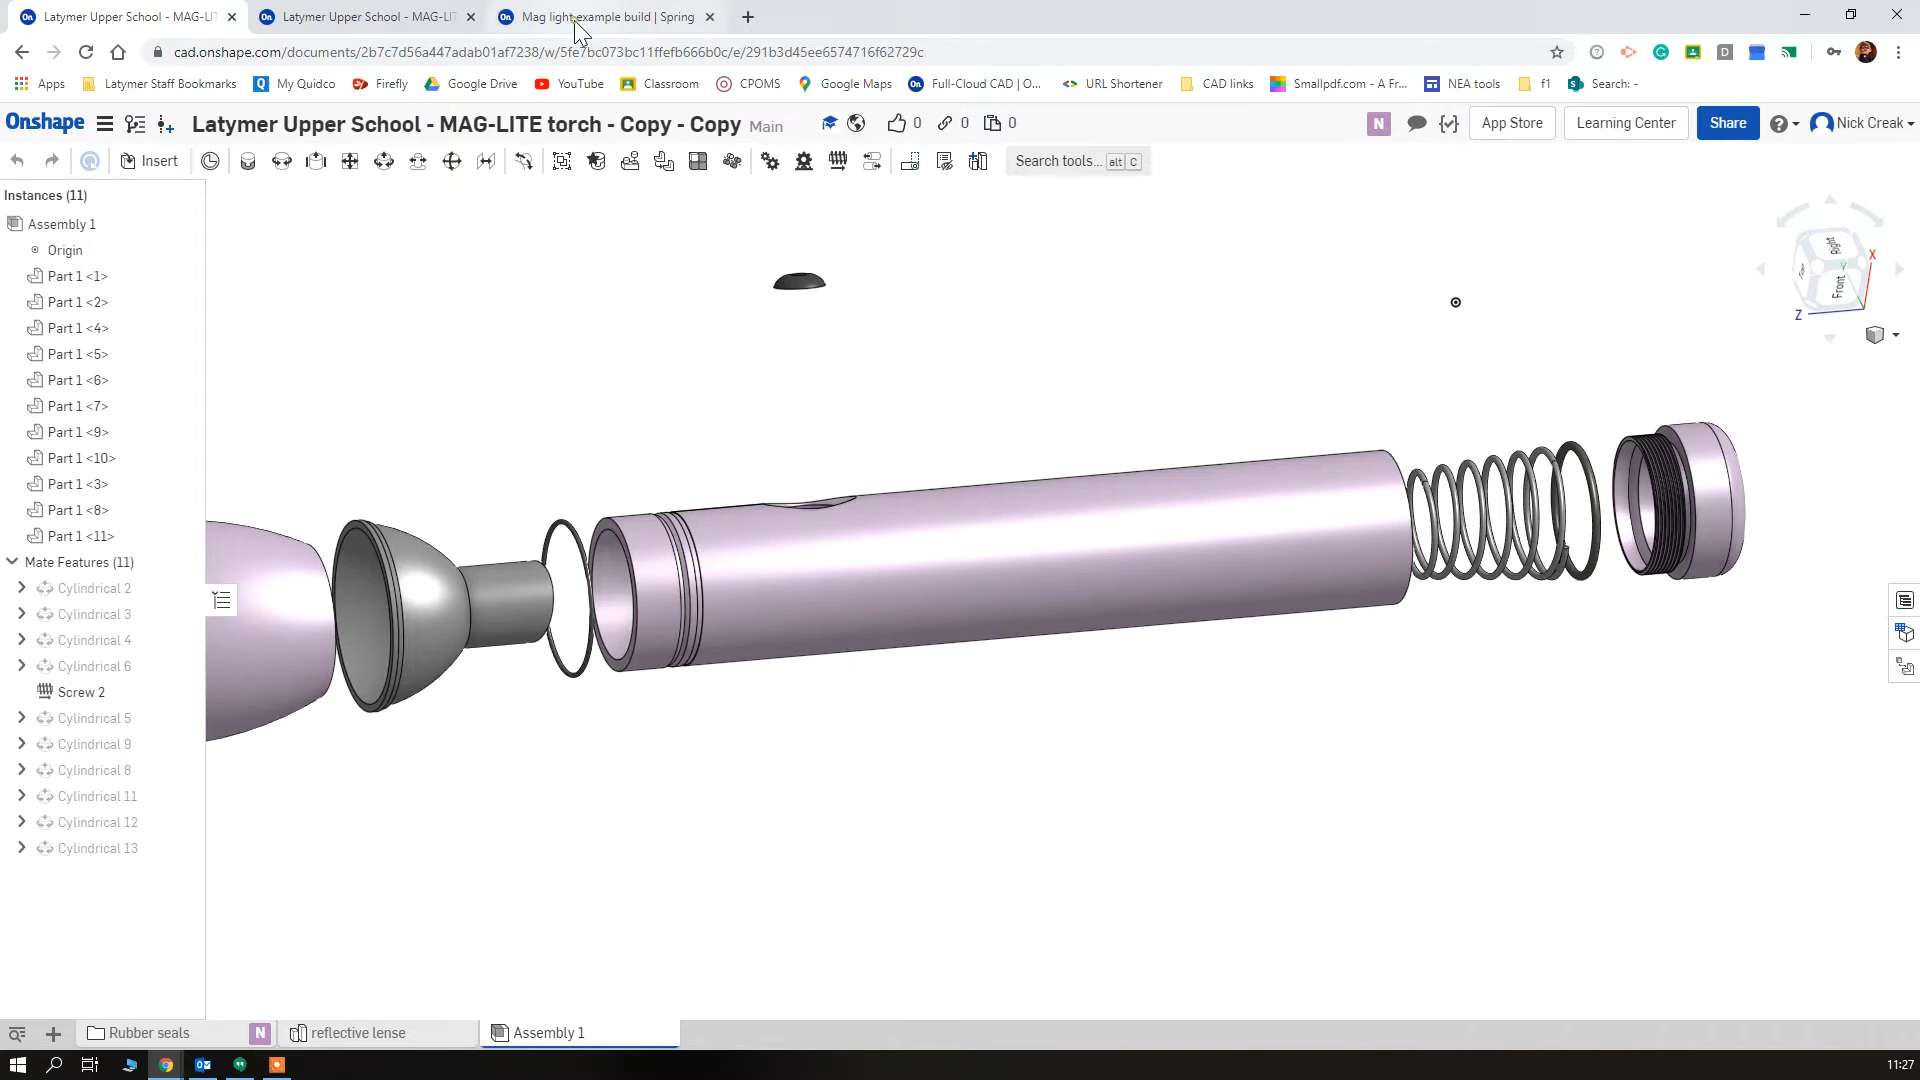 Latymer Upper School - MAG-LIT
Latymer Upper School - MAG-LIT
Mag light example build | Spring
cad.onshape.com/documents/2b7c7d56a447adab01af7238/w/5fe7bc073bc11ffefb666b0c/e/291b3d45ee6574716f62729c
Apps
Latymer Staff Bookmarks
My Quidco
Firefly
Google Drive
YouTube
Classroom
CPOMS
Google Maps
Full-Cloud CAD | O...
URL Shortener
CAD links
Smallpdf.com - A Fr...
NEA tools
f1
Search: -
Onshape
Latymer Upper School - MAG-LITE torch - Copy - Copy Main
0
0
0
N
App Store
Learning Center
Share
Nick Creak
Insert
Search tools... alt C
Instances (11)
Assembly 1
Origin
Part 1 <1>
Part 1 <2>
Part 1 <4>
Part 1 <5>
Part 1 <6>
Part 1 <7>
Part 1 <9>
Part 1 <10>
Part 1 <3>
Part 1 <8>
Part 1 <11>
Mate Features (11)
Cylindrical 2
Cylindrical 3
Cylindrical 4
Cylindrical 6
Screw 2
Cylindrical 5
Cylindrical 9
Cylindrical 8
Cylindrical 11
Cylindrical 12
Cylindrical 13
Right
Front
X
Y
Z
Rubber seals
N
reflective lense
Assembly 1
11:27